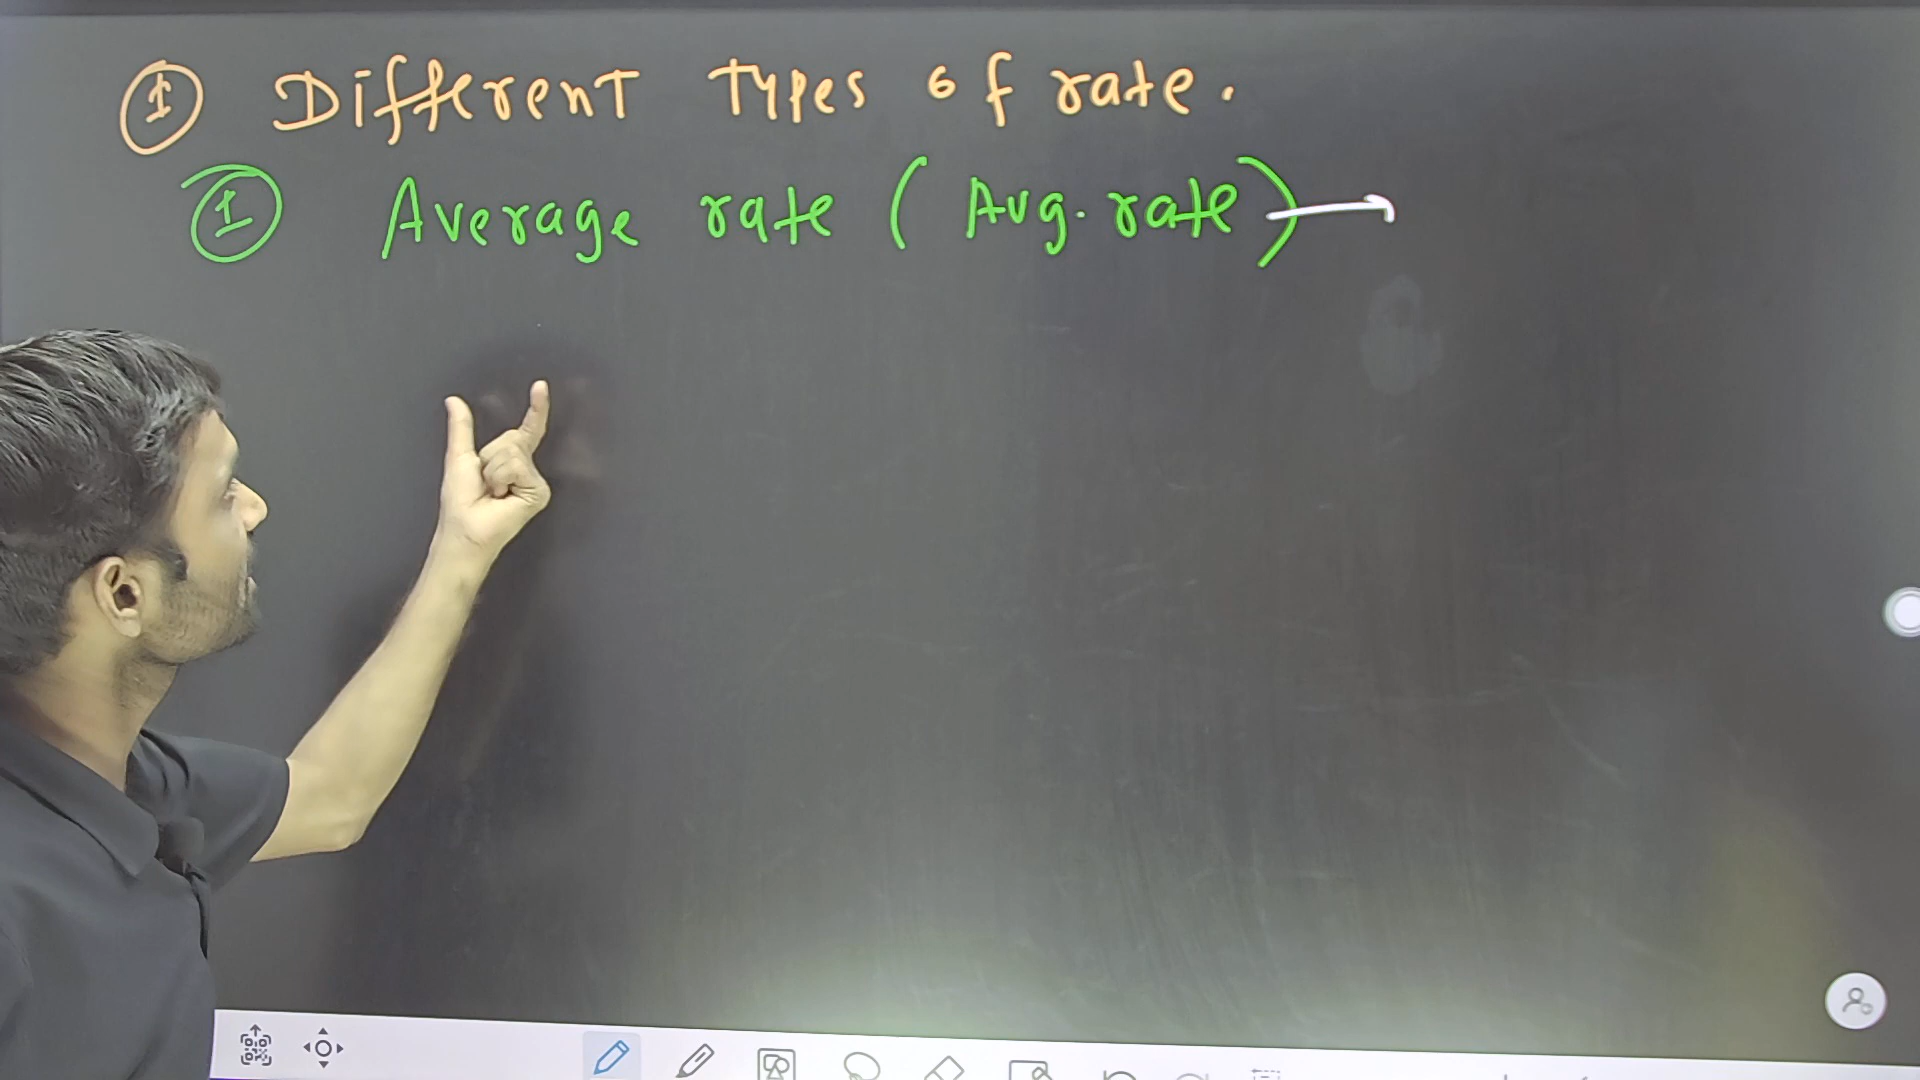 ① Different Types of rate.
① Average rate (Avg. rate) →